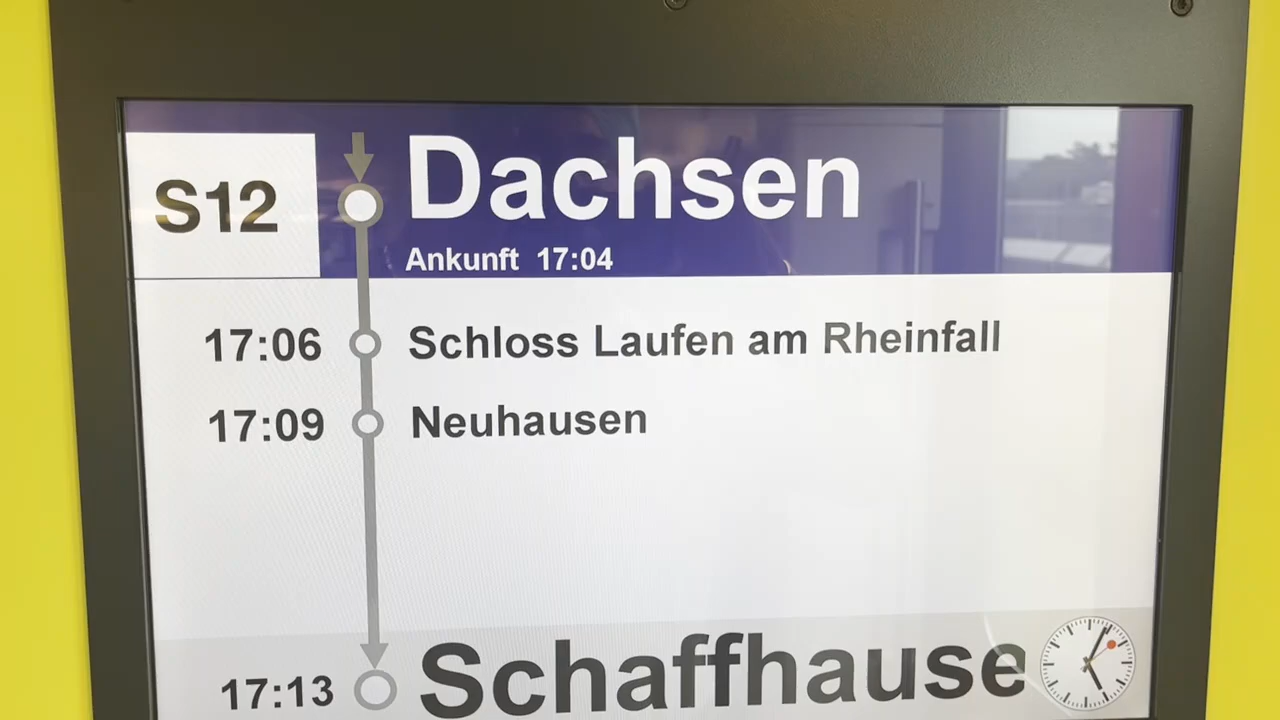 S12
Dachsen
Ankunft 17:04
17:06 Schloss Laufen am Rheinfall
17:09 Neuhausen
17:13 Schaffhause